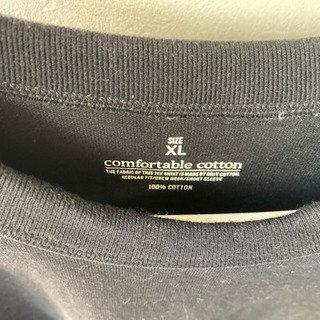 SIZE
XL
comfortable cotton
THE FABRIC OF THIS TEE SHIRT IS MADE BY ONLY COTTON.
REGULAR FIT/CREW NECK/SHORT SLEEVE
100% COTTON